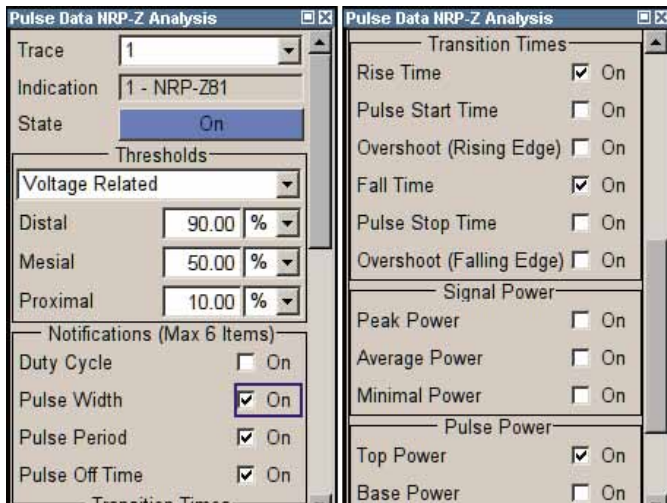 Pulse Data NRP-Z Analysis
Trace 1
Indication 1 - NRP-Z81
State On
Thresholds
Voltage Related
Distal 90.00 %
Mesial 50.00 %
Proximal 10.00 %
Notifications (Max 6 Items)
Duty Cycle On
Pulse Width On
Pulse Period On
Pulse Off Time On
Transition Times
Pulse Data NRP-Z Analysis
Transition Times
Rise Time On
Pulse Start Time On
Overshoot (Rising Edge) On
Fall Time On
Pulse Stop Time On
Overshoot (Falling Edge) On
Signal Power
Peak Power On
Average Power On
Minimal Power On
Pulse Power
Top Power On
Base Power On